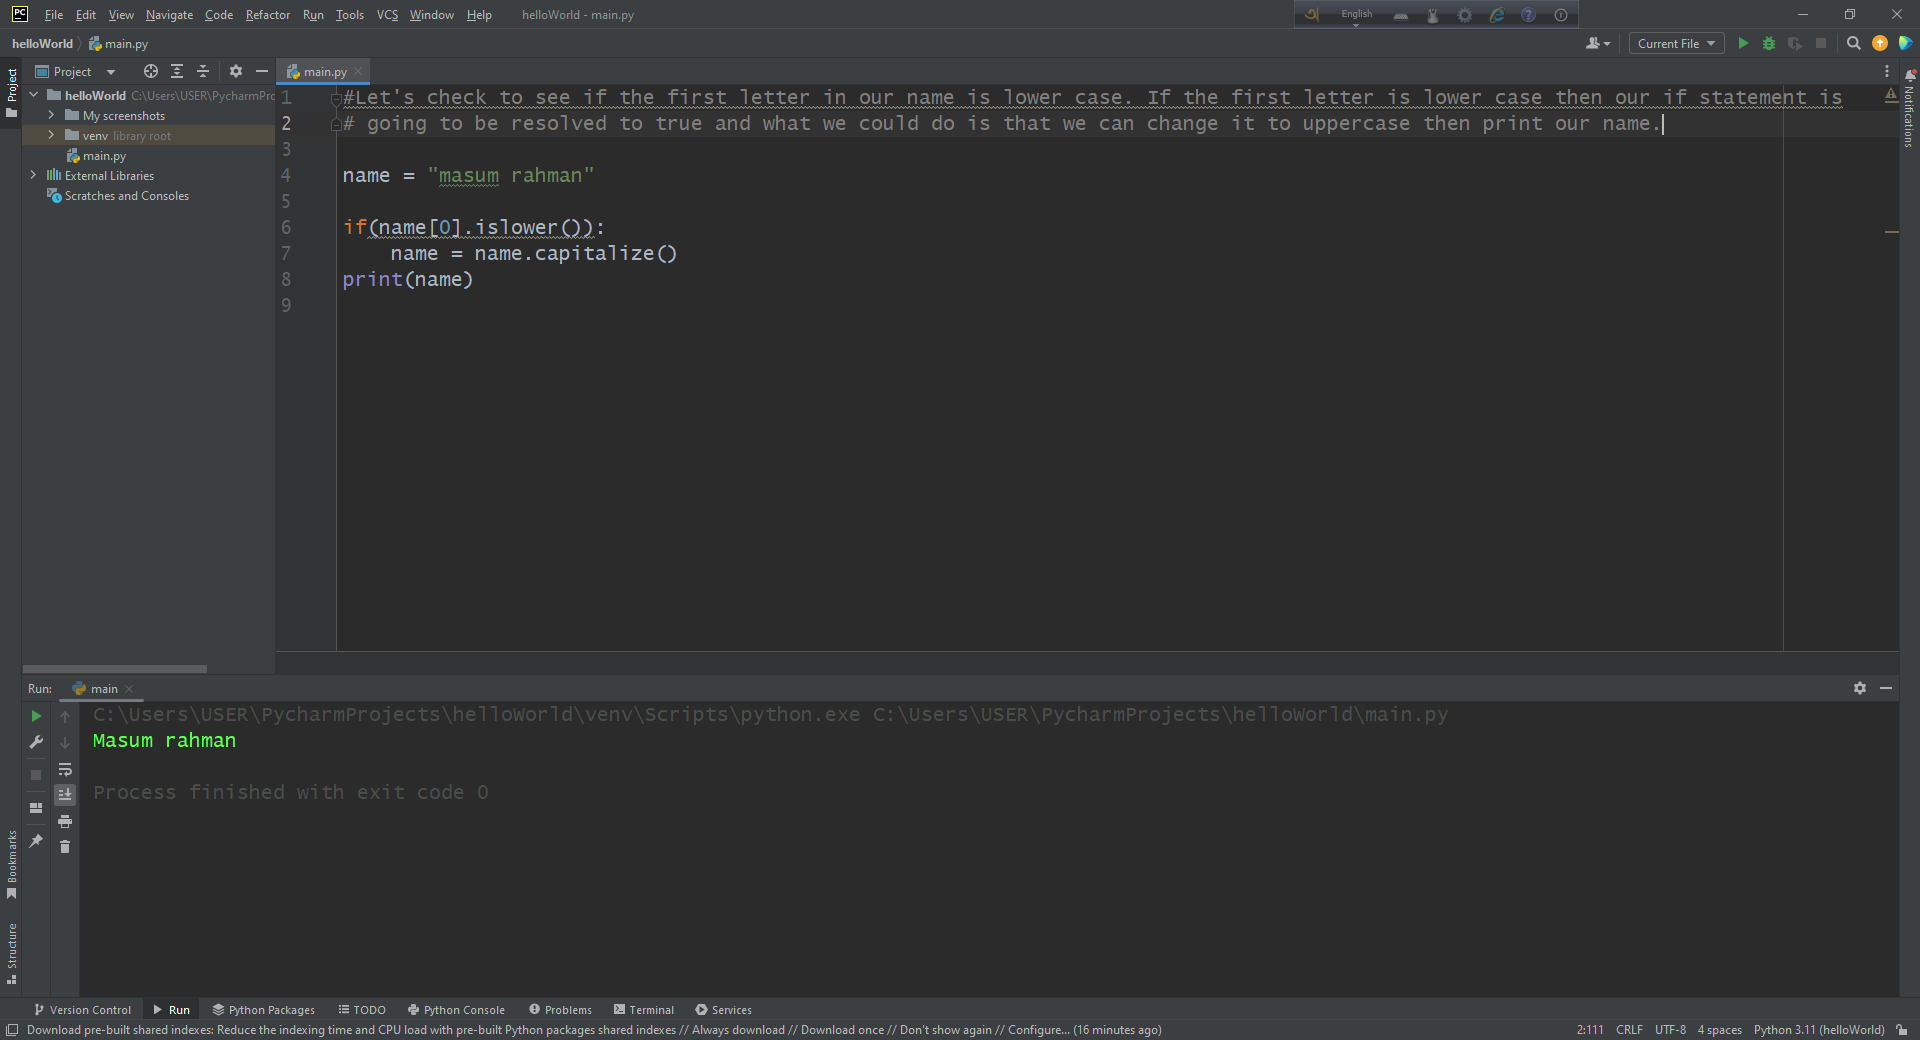 PC File Edit View Navigate Code Refactor Run Tools VCS Window Help helloWorld - main.py English
helloWorld main.py Current File
Project main.py
Project
helloWorld C:\Users\USER\PycharmPrc
My screenshots
venv library root
main.py
External Libraries
Scratches and Consoles
1 #Let's check to see if the first letter in our name is lower case. If the first letter is lower case then our if statement is
2 # going to be resolved to true and what we could do is that we can change it to uppercase then print our name.
3
4 name = "masum rahman"
5
6 if(name[0].islower()):
7 name = name.capitalize()
8 print(name)
9
Notifications
Run: main
C:\Users\USER\PycharmProjects\helloWorld\venv\Scripts\python.exe C:\Users\USER\PycharmProjects\helloWorld\main.py
Masum rahman
Process finished with exit code 0
Bookmarks
Structure
Version Control Run Python Packages TODO Python Console Problems Terminal Services
Download pre-built shared indexes: Reduce the indexing time and CPU load with pre-built Python packages shared indexes // Always download // Download once // Don't show again // Configure... (16 minutes ago) 2:111 CRLF UTF-8 4 spaces Python 3.11 (helloWorld)